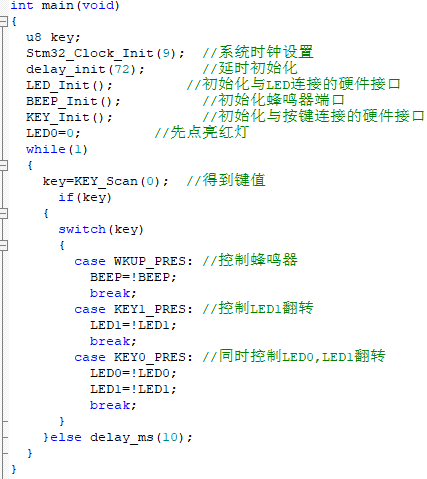 int main(void)
{
u8 key;
Stm32_Clock_Init(9); //系统时钟设置
delay_init(72); //延时初始化
LED_Init(); //初始化与LED连接的硬件接口
BEEP_Init(); //初始化蜂鸣器端口
KEY_Init(); //初始化与按键连接的硬件接口
LED0=0; //先点亮红灯
while(1)
{
key=KEY_Scan(0); //得到键值
if(key)
{
switch(key)
{
case WKUP_PRES: //控制蜂鸣器
BEEP=!BEEP;
break;
case KEY1_PRES: //控制LED1翻转
LED1=!LED1;
break;
case KEY0_PRES: //同时控制LED0,LED1翻转
LED0=!LED0;
LED1=!LED1;
break;
}
}else delay_ms(10);
}
}